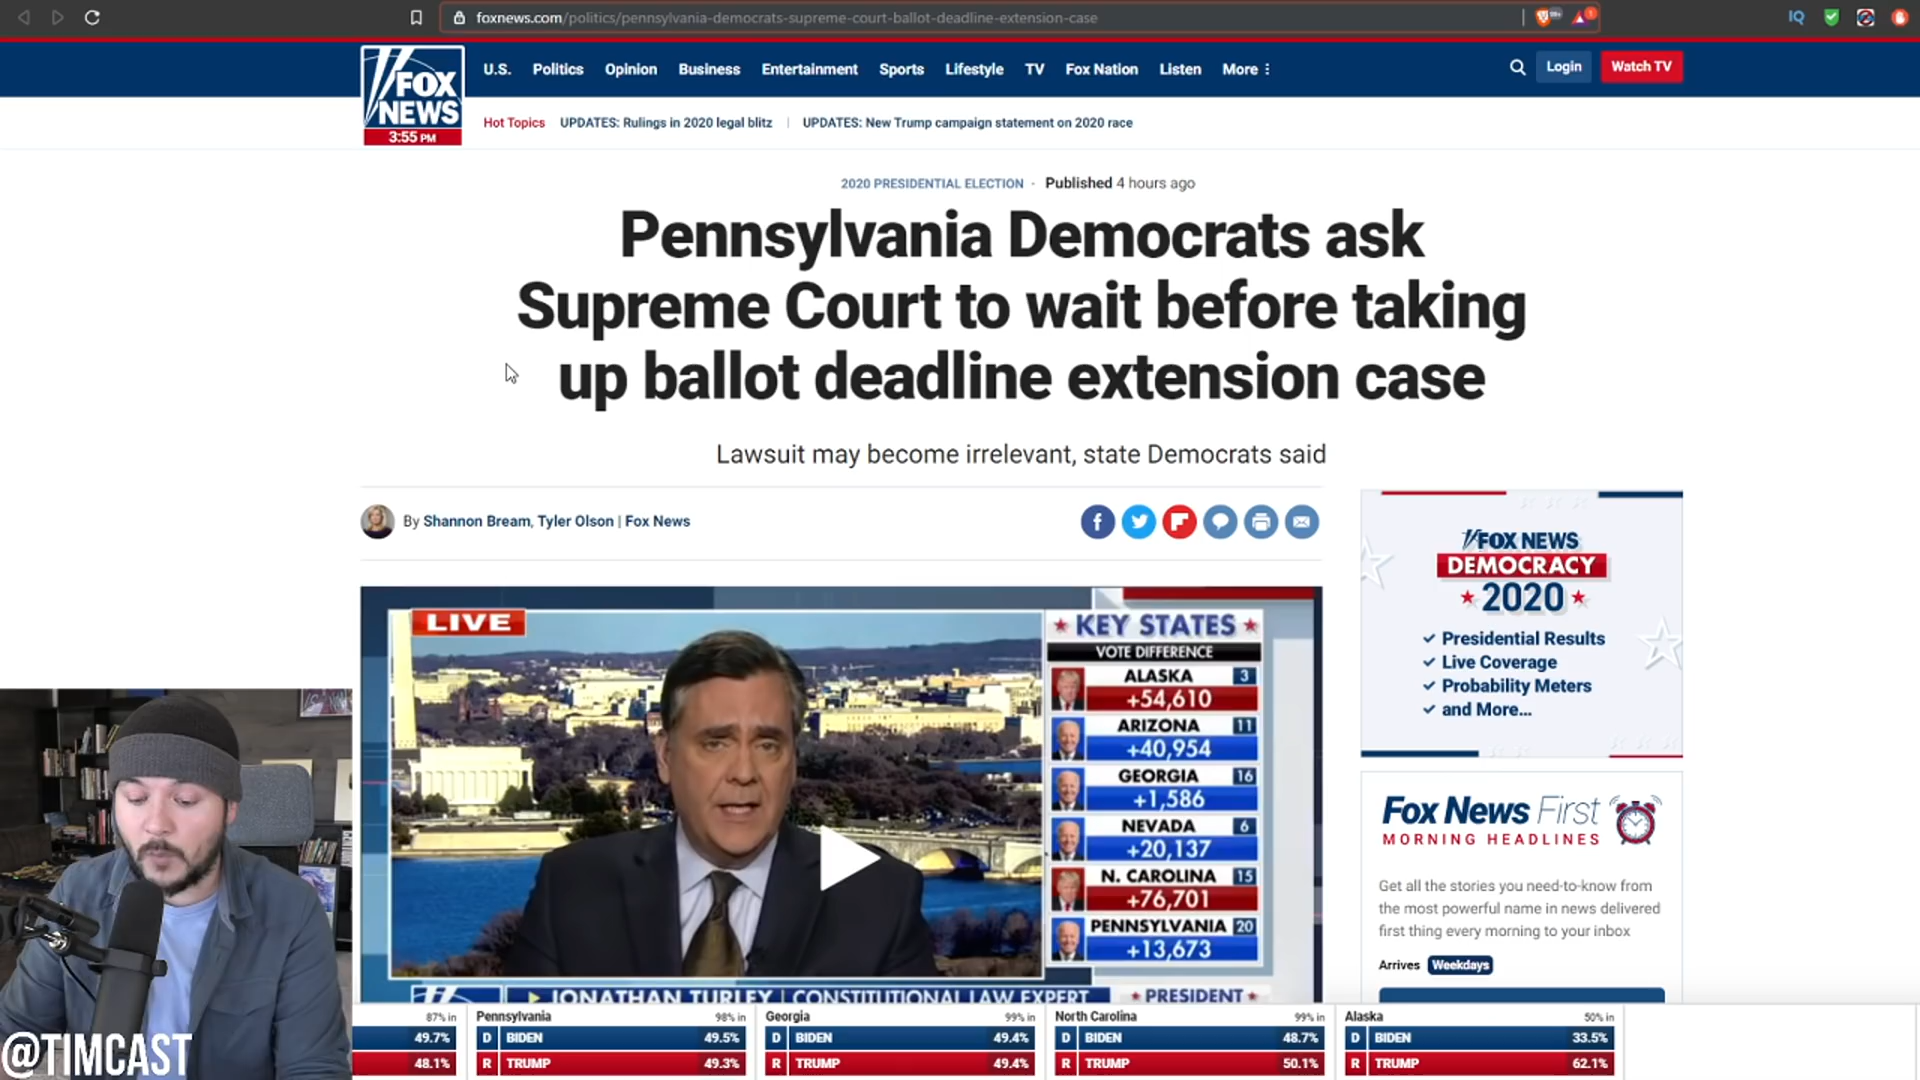 foxnews.com/politics/pennsylvania-democrats-supreme-court-ballot-deadline-extension-case
IQ
FOX NEWS
3:55 PM
U.S. Politics Opinion Business Entertainment Sports Lifestyle TV Fox Nation Listen More
Login
Watch TV
Hot Topics UPDATES: Rulings in 2020 legal blitz | UPDATES: New Trump campaign statement on 2020 race
2020 PRESIDENTIAL ELECTION · Published 4 hours ago
Pennsylvania Democrats ask
Supreme Court to wait before taking
up ballot deadline extension case
Lawsuit may become irrelevant, state Democrats said
By Shannon Bream, Tyler Olson | Fox News
FOX NEWS
DEMOCRACY
2020
Presidential Results
Live Coverage
Probability Meters
and More...
LIVE
KEY STATES
VOTE DIFFERENCE
ALASKA 3
+54,610
ARIZONA 11
+40,954
GEORGIA 16
+1,586
NEVADA 6
+20,137
N. CAROLINA 15
+76,701
PENNSYLVANIA 20
+13,673
JONATHAN TURLEY | CONSTITUTIONAL LAW EXPERT
PRESIDENT
Fox News First
MORNING HEADLINES
Get all the stories you need-to-know from
the most powerful name in news delivered
first thing every morning to your inbox
Arrives Weekdays
87% in
49.7%
48.1%
Pennsylvania 98% in
D BIDEN 49.5%
R TRUMP 49.3%
Georgia 99% in
D BIDEN 49.4%
R TRUMP 49.4%
North Carolina 99% in
D BIDEN 48.7%
R TRUMP 50.1%
Alaska 50% in
D BIDEN 33.5%
R TRUMP 62.1%
@TIMCAST